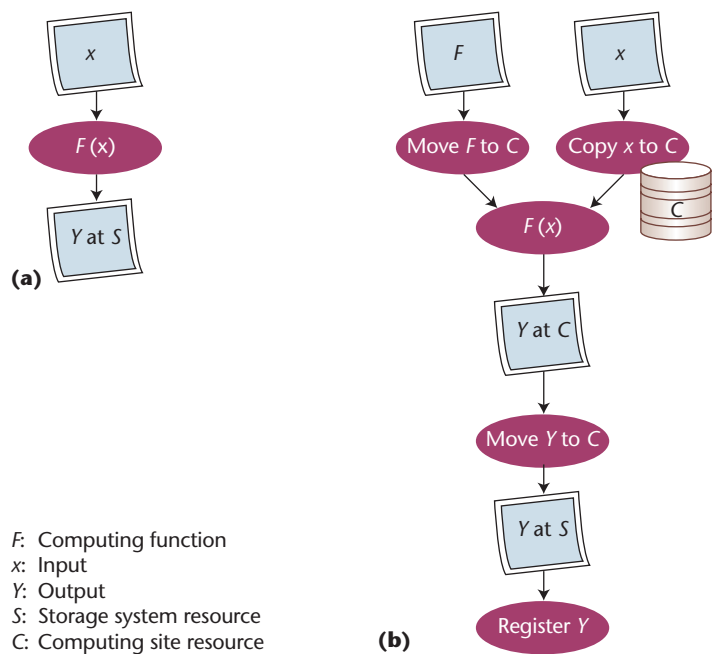 x
F (x)
Y at S
(a)
F
x
Move F to C
Copy x to C
C
F (x)
Y at C
Move Y to C
Y at S
Register Y
(b)
F: Computing function
x: Input
Y: Output
S: Storage system resource
C: Computing site resource